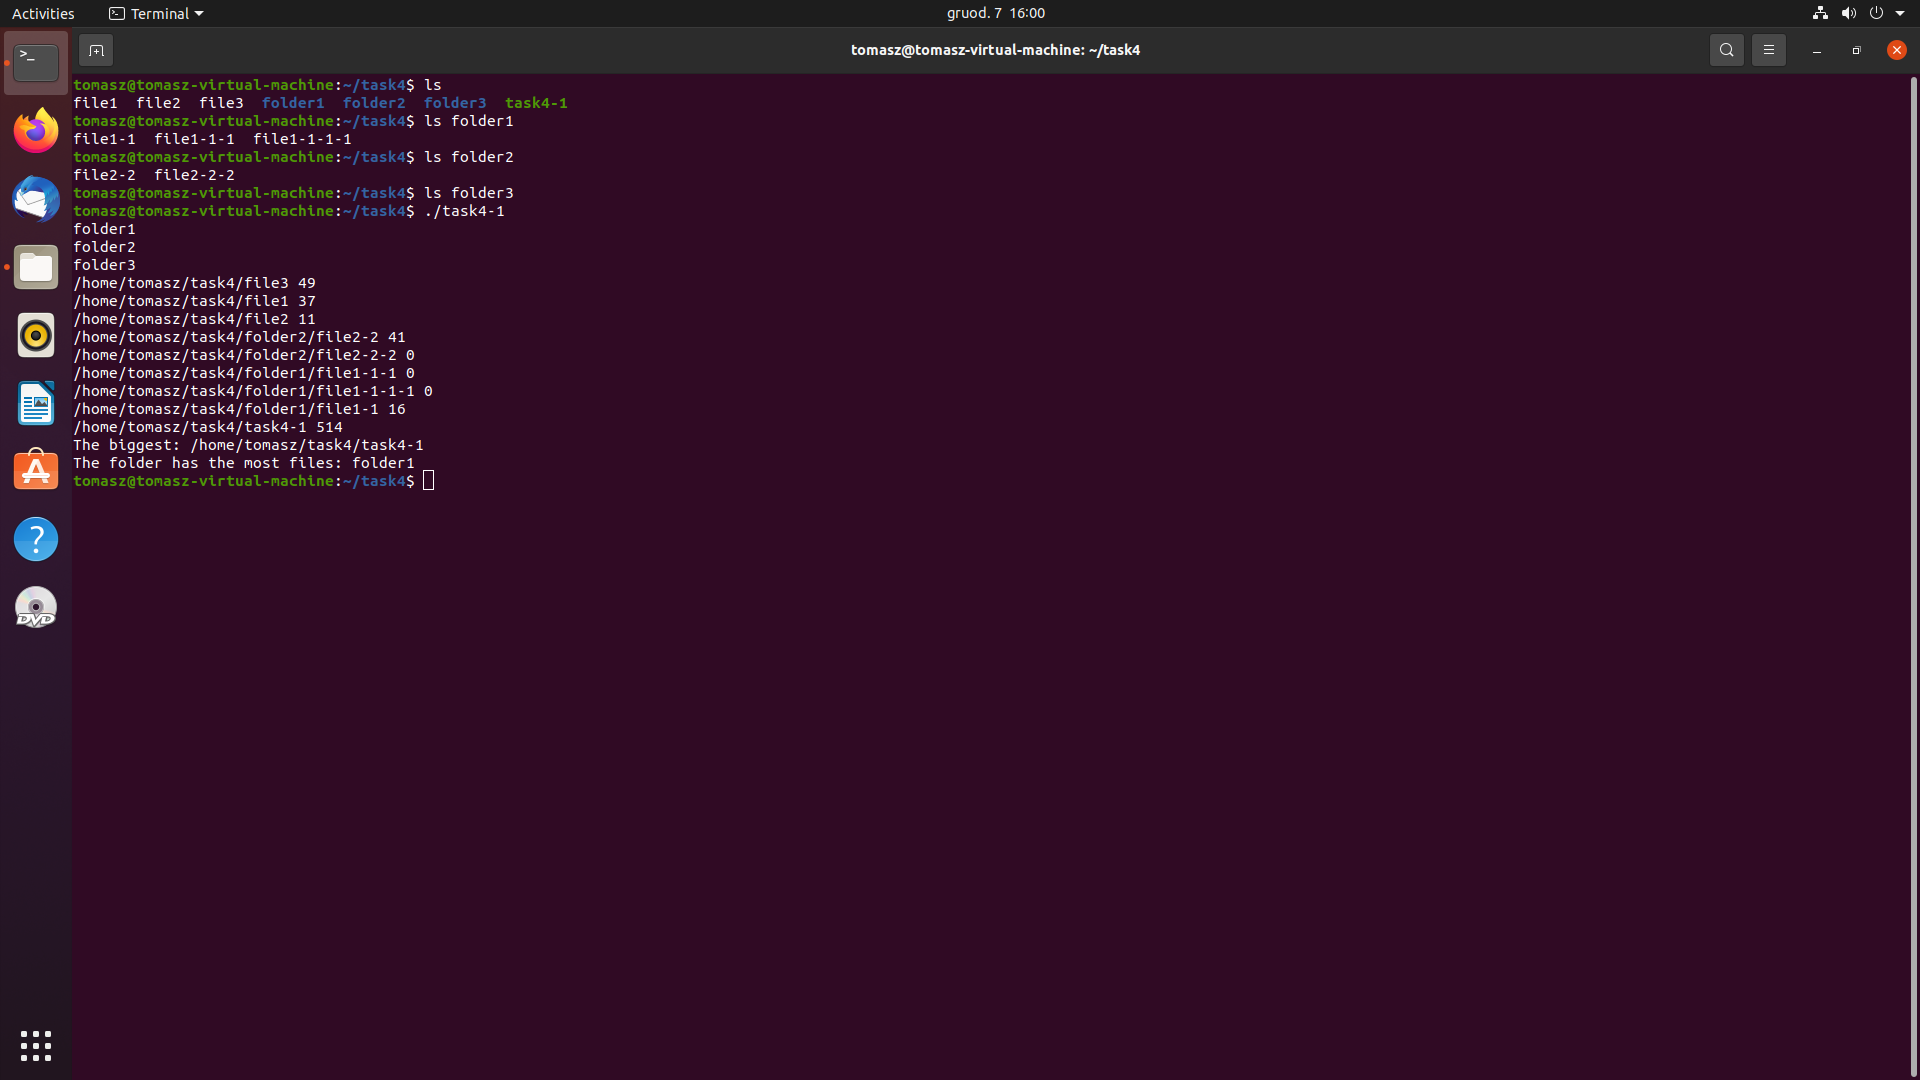 Activities Terminal gruod. 7 16:00
tomasz@tomasz-virtual-machine: ~/task4
tomasz@tomasz-virtual-machine:~/task4$ ls
file1  file2  file3  folder1  folder2  folder3  task4-1
tomasz@tomasz-virtual-machine:~/task4$ ls folder1
file1-1  file1-1-1  file1-1-1-1
tomasz@tomasz-virtual-machine:~/task4$ ls folder2
file2-2  file2-2-2
tomasz@tomasz-virtual-machine:~/task4$ ls folder3
tomasz@tomasz-virtual-machine:~/task4$ ./task4-1
folder1
folder2
folder3
/home/tomasz/task4/file3 49
/home/tomasz/task4/file1 37
/home/tomasz/task4/file2 11
/home/tomasz/task4/folder2/file2-2 41
/home/tomasz/task4/folder2/file2-2-2 0
/home/tomasz/task4/folder1/file1-1-1 0
/home/tomasz/task4/folder1/file1-1-1-1 0
/home/tomasz/task4/folder1/file1-1 16
/home/tomasz/task4/task4-1 514
The biggest: /home/tomasz/task4/task4-1
The folder has the most files: folder1
tomasz@tomasz-virtual-machine:~/task4$
>_
?
DVD